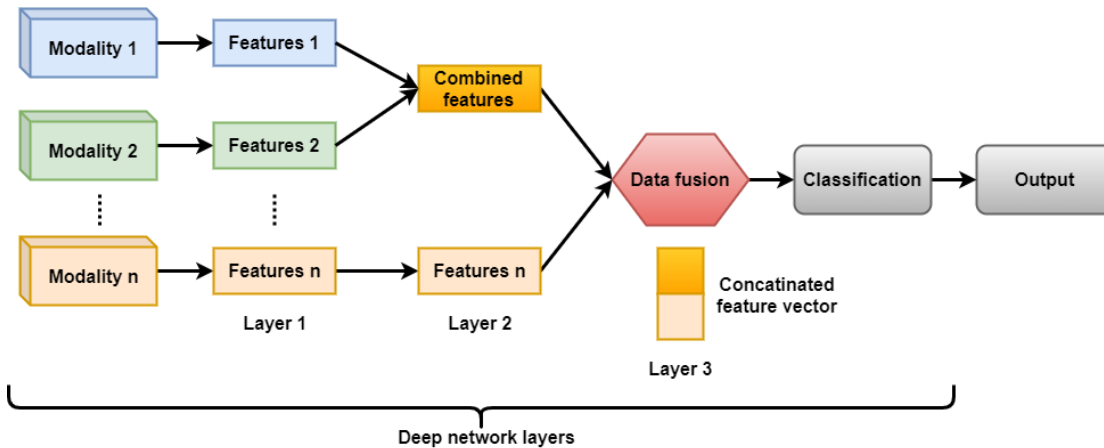 Modality 1
Features 1
Combined
features
Modality 2
Features 2
Data fusion
Classification
Output
Modality n
Features n
Features n
Concatinated
feature vector
Layer 1
Layer 2
Layer 3
Deep network layers